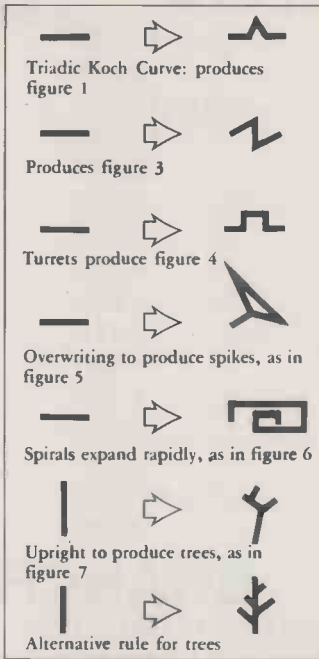 Triadic Koch Curve: produces
figure 1
Produces figure 3
Turrets produce figure 4
Overwriting to produce spikes, as in
figure 5
Spirals expand rapidly, as in figure 6
Upright to produce trees, as in
figure 7
Alternative rule for trees